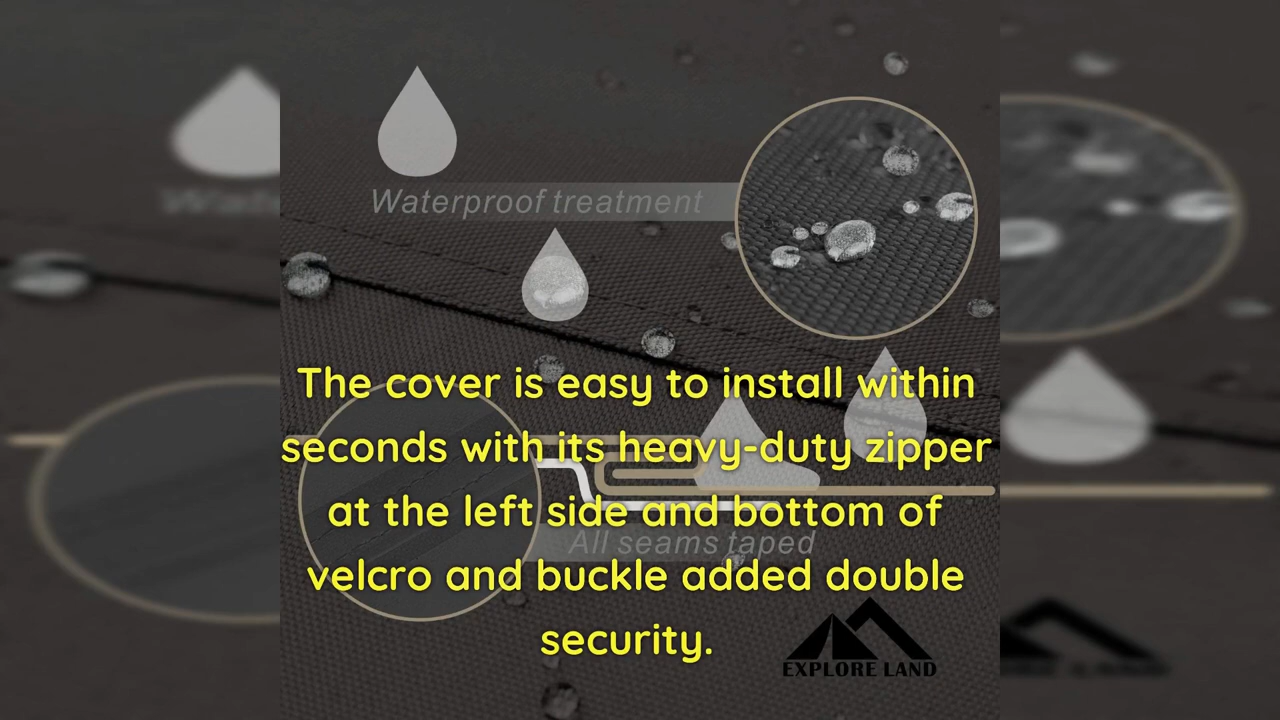 Waterproof treatment
The cover is easy to install within
seconds with its heavy-duty zipper
at the left side and bottom of
All seams taped
velcro and buckle added double
security.
EXPLORE LAND